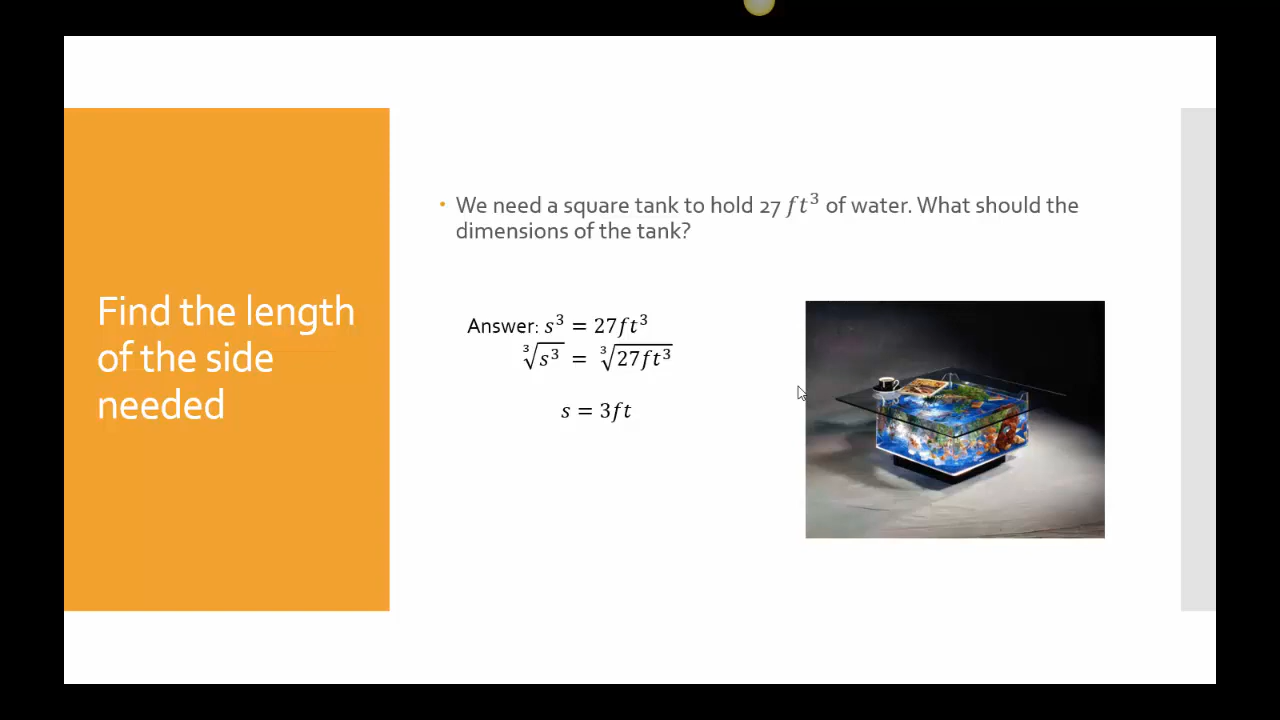 Find the length
of the side
needed
• We need a square tank to hold 27 𝑓𝑡³ of water. What should the
dimensions of the tank?
Answer: 𝑠³ = 27𝑓𝑡³
∛𝑠³ = ∛27𝑓𝑡³
𝑠 = 3𝑓𝑡